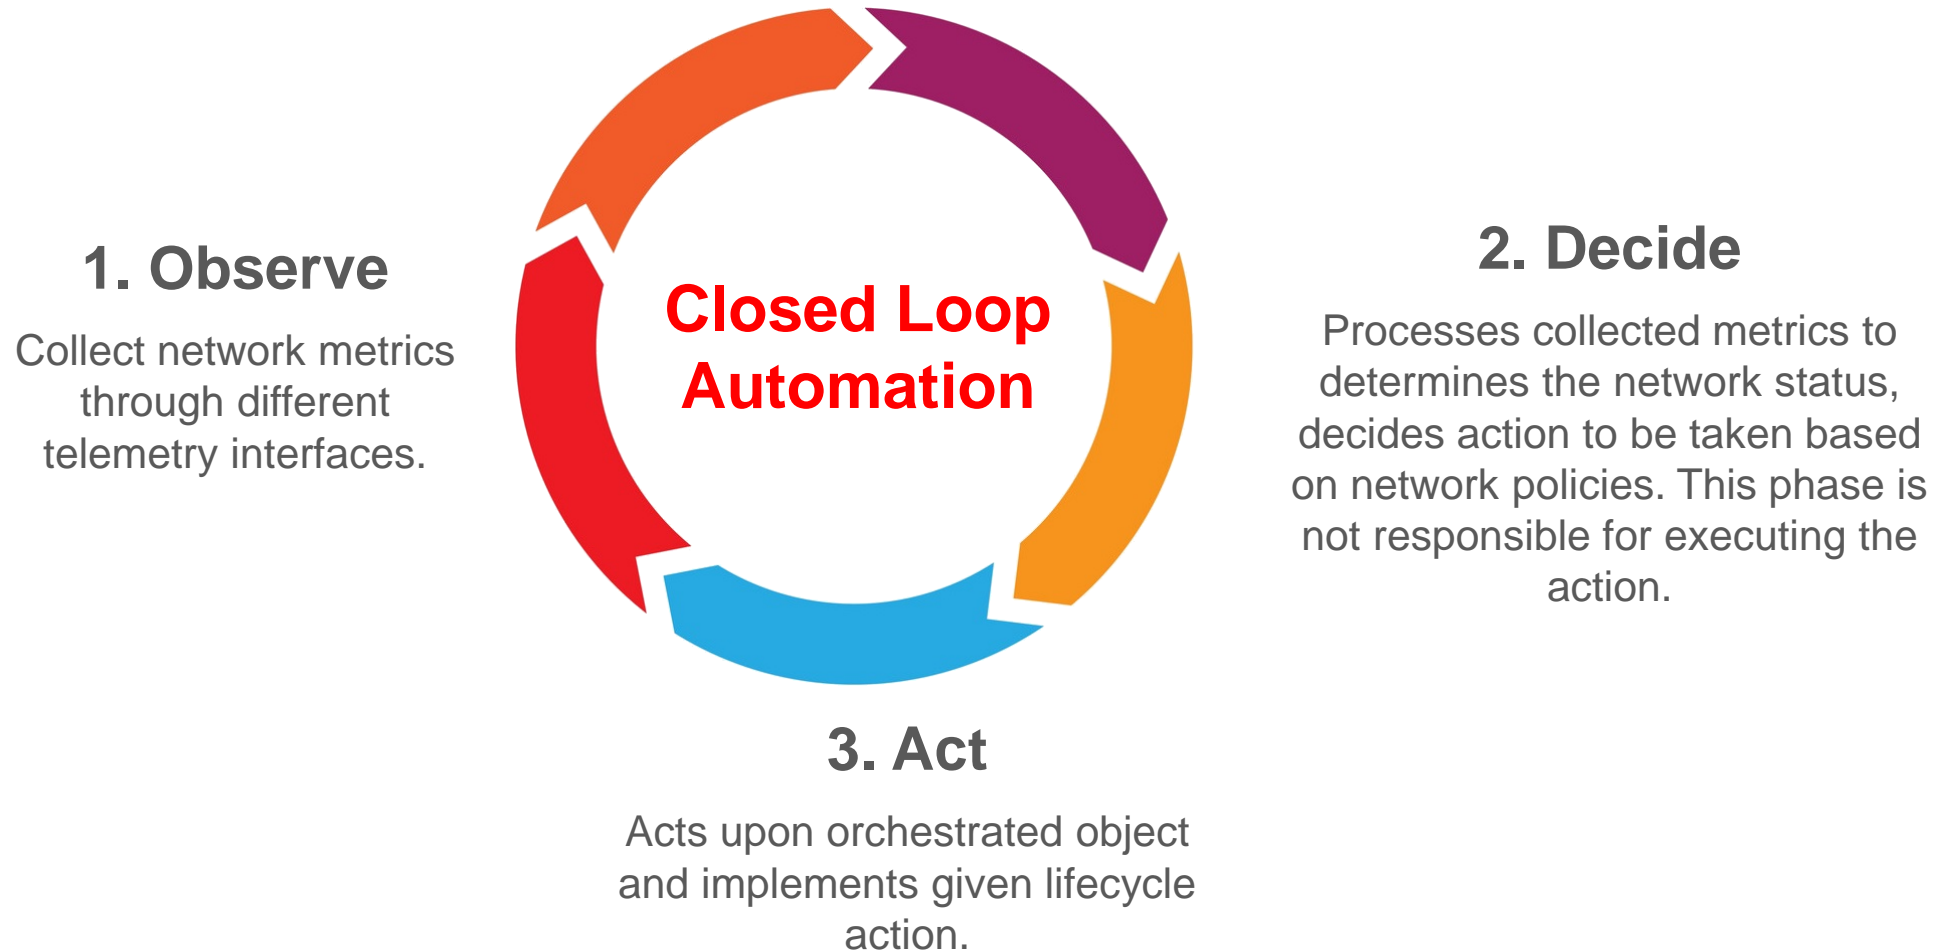 Closed Loop
Automation
1. Observe
Collect network metrics
through different
telemetry interfaces.
2. Decide
Processes collected metrics to
determines the network status,
decides action to be taken based
on network policies. This phase is
not responsible for executing the
action.
3. Act
Acts upon orchestrated object
and implements given lifecycle
action.